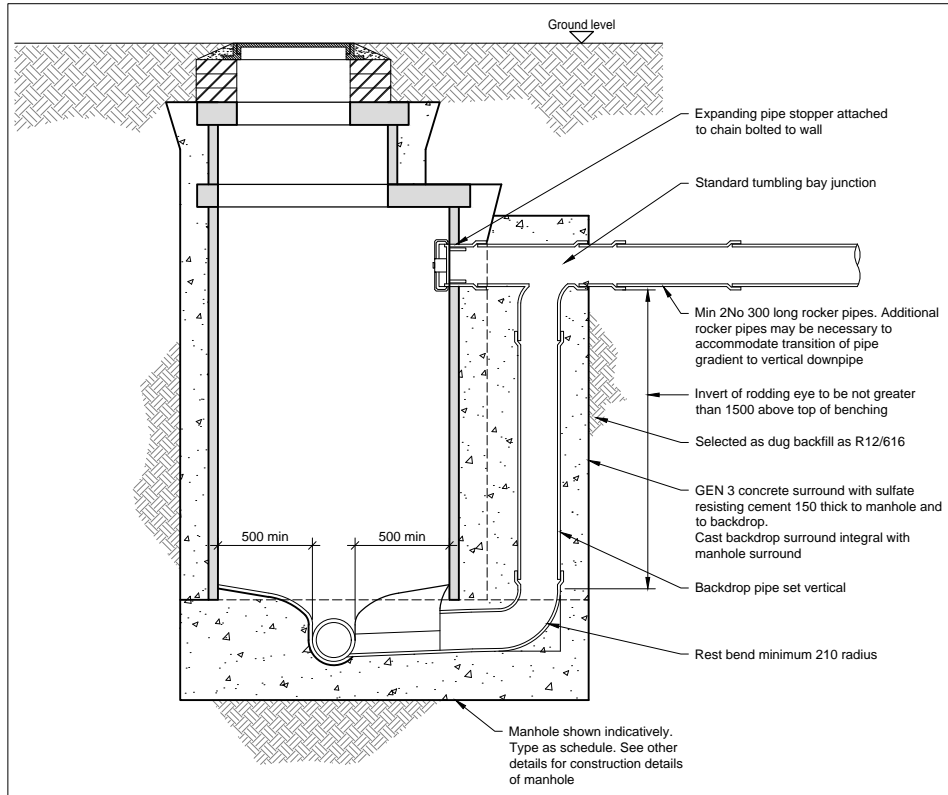 Ground level
Expanding pipe stopper attached
to chain bolted to wall
Standard tumbling bay junction
Min 2No 300 long rocker pipes. Additional
rocker pipes may be necessary to
accommodate transition of pipe
gradient to vertical downpipe
Invert of rodding eye to be not greater
than 1500 above top of benching
Selected as dug backfill as R12/616
GEN 3 concrete surround with sulfate
resisting cement 150 thick to manhole and
to backdrop.
Cast backdrop surround integral with
manhole surround
500 min
500 min
Backdrop pipe set vertical
Rest bend minimum 210 radius
Manhole shown indicatively.
Type as schedule. See other
details for construction details
of manhole